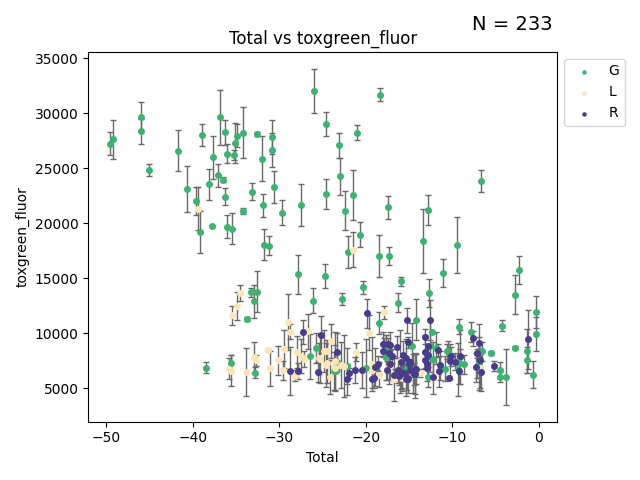 N = 233
Total vs toxgreen_fluor
35000
30000
25000
20000
15000
10000
5000
toxgreen_fluor
−50
−40
−30
−20
−10
0
Total
G
L
R